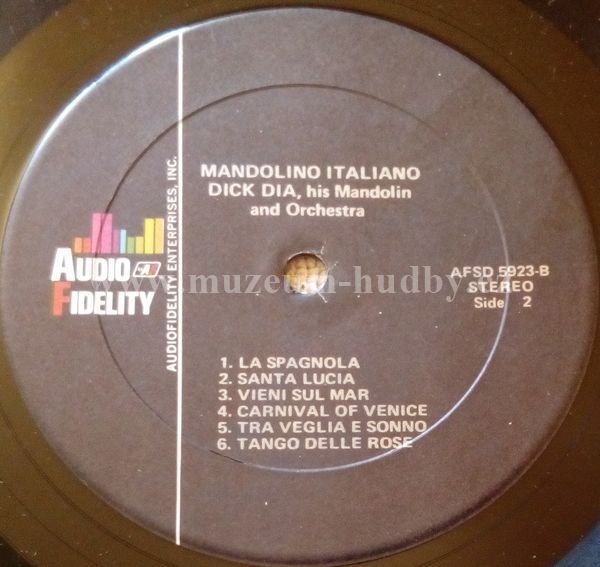 MANDOLINO ITALIANO
DICK DIA, his Mandolin
and Orchestra
AUDIO
FIDELITY
AUDIOFIDELITY ENTERPRISES, INC.
AFSD 5923-B
STEREO
Side 2
www.muzeum-hudby.
1. LA SPAGNOLA
2. SANTA LUCIA
3. VIENI SUL MAR
4. CARNIVAL OF VENICE
5. TRA VEGLIA E SONNO
6. TANGO DELLE ROSE